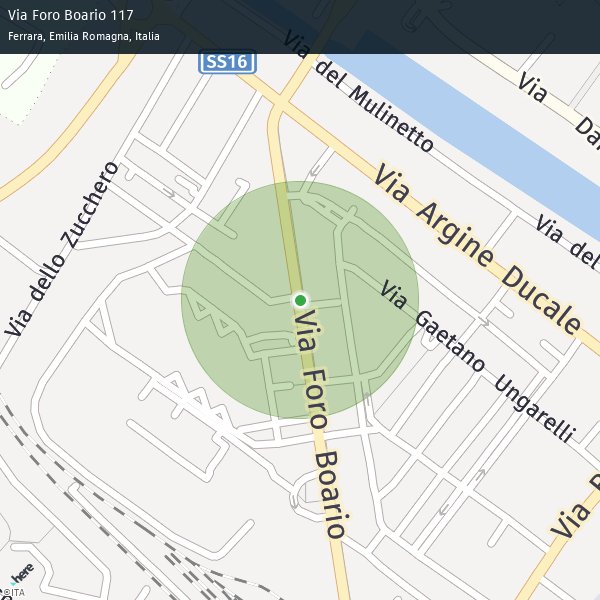 Via Foro Boario 117
Ferrara, Emilia Romagna, Italia
SS16
Via del Mulinetto
Via
Via Argine Ducale
Via del
Via dello Zucchero
Via Gaetano Ungarelli
Via Foro Boario
Via
here
©ITA